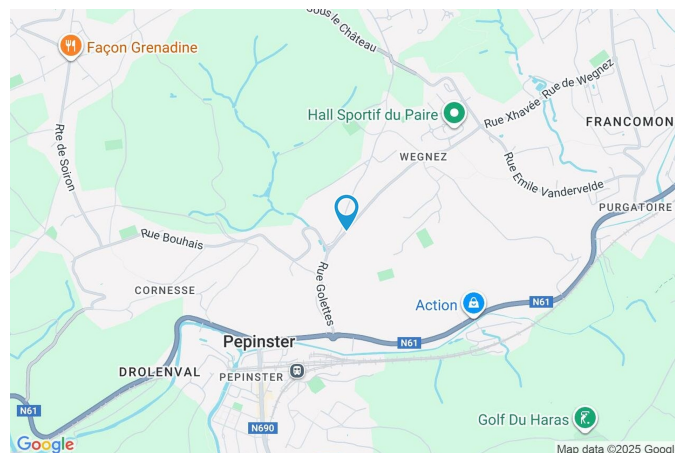 sous le Château
Façon Grenadine
Hall Sportif du Paire
Rue Xhavée
Rue de Wegnez
FRANCOMON
Rte de Soiron
WEGNEZ
Rue Emile Vandervelde
PURGATOIRE
Rue Bouhais
Rue Golettes
CORNESSE
Action
N61
Pepinster
N61
DROLENVAL
PEPINSTER
N61
N690
Golf Du Haras
Google
Map data ©2025 Googl